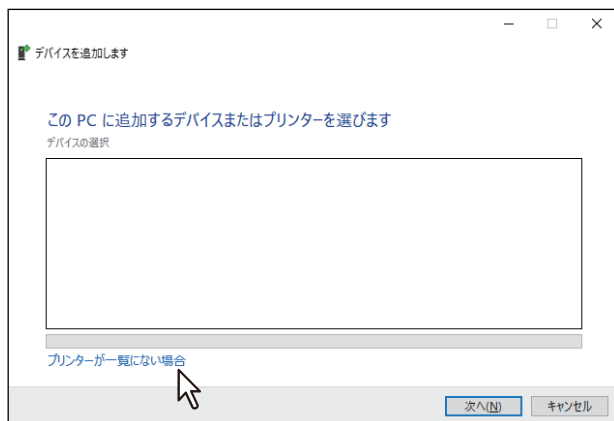 デバイスを追加します
この PC に追加するデバイスまたはプリンターを選びます
デバイスの選択
プリンターが一覧にない場合
次へ(N)
キャンセル